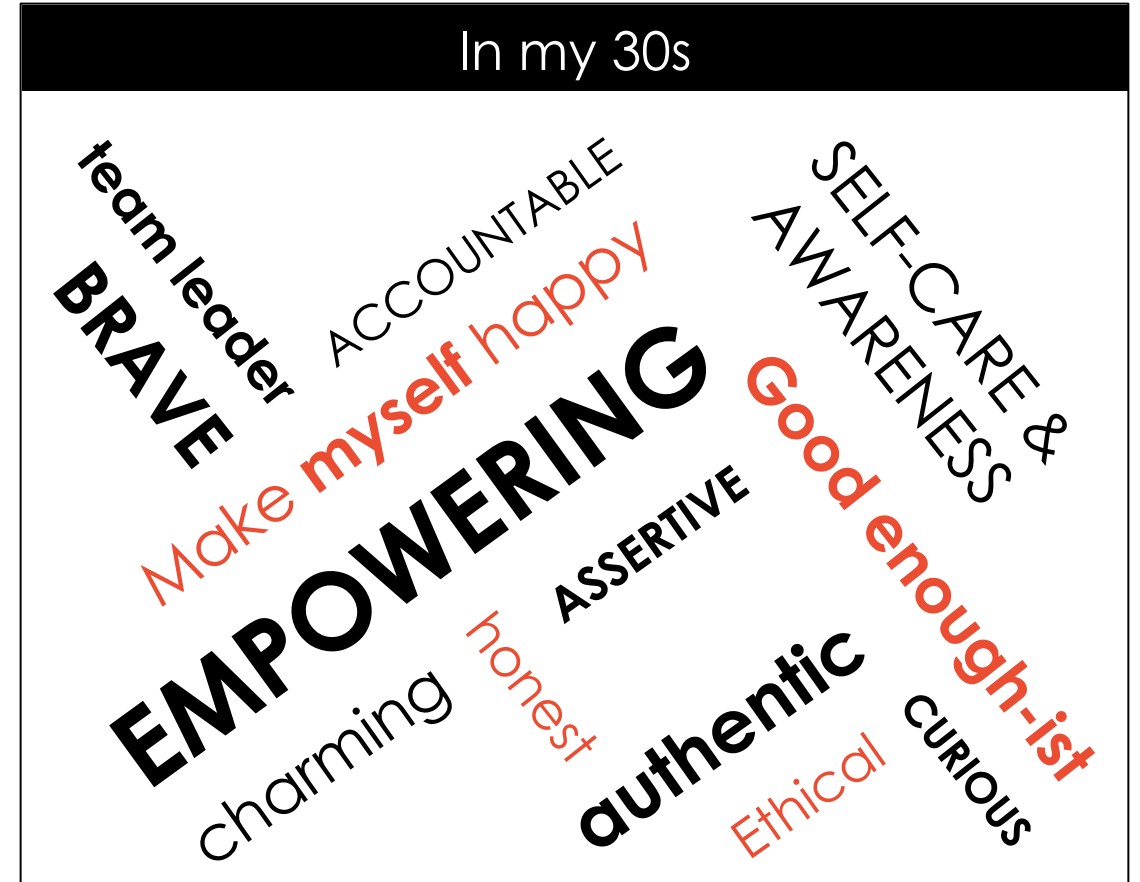 In my 30s
team leader
BRAVE
ACCOUNTABLE
Make myself happy
EMPOWERING
SELF-CARE &
AWARENESS
Good enough-ist
ASSERTIVE
honest
charming
authentic
Ethical
CURIOUS